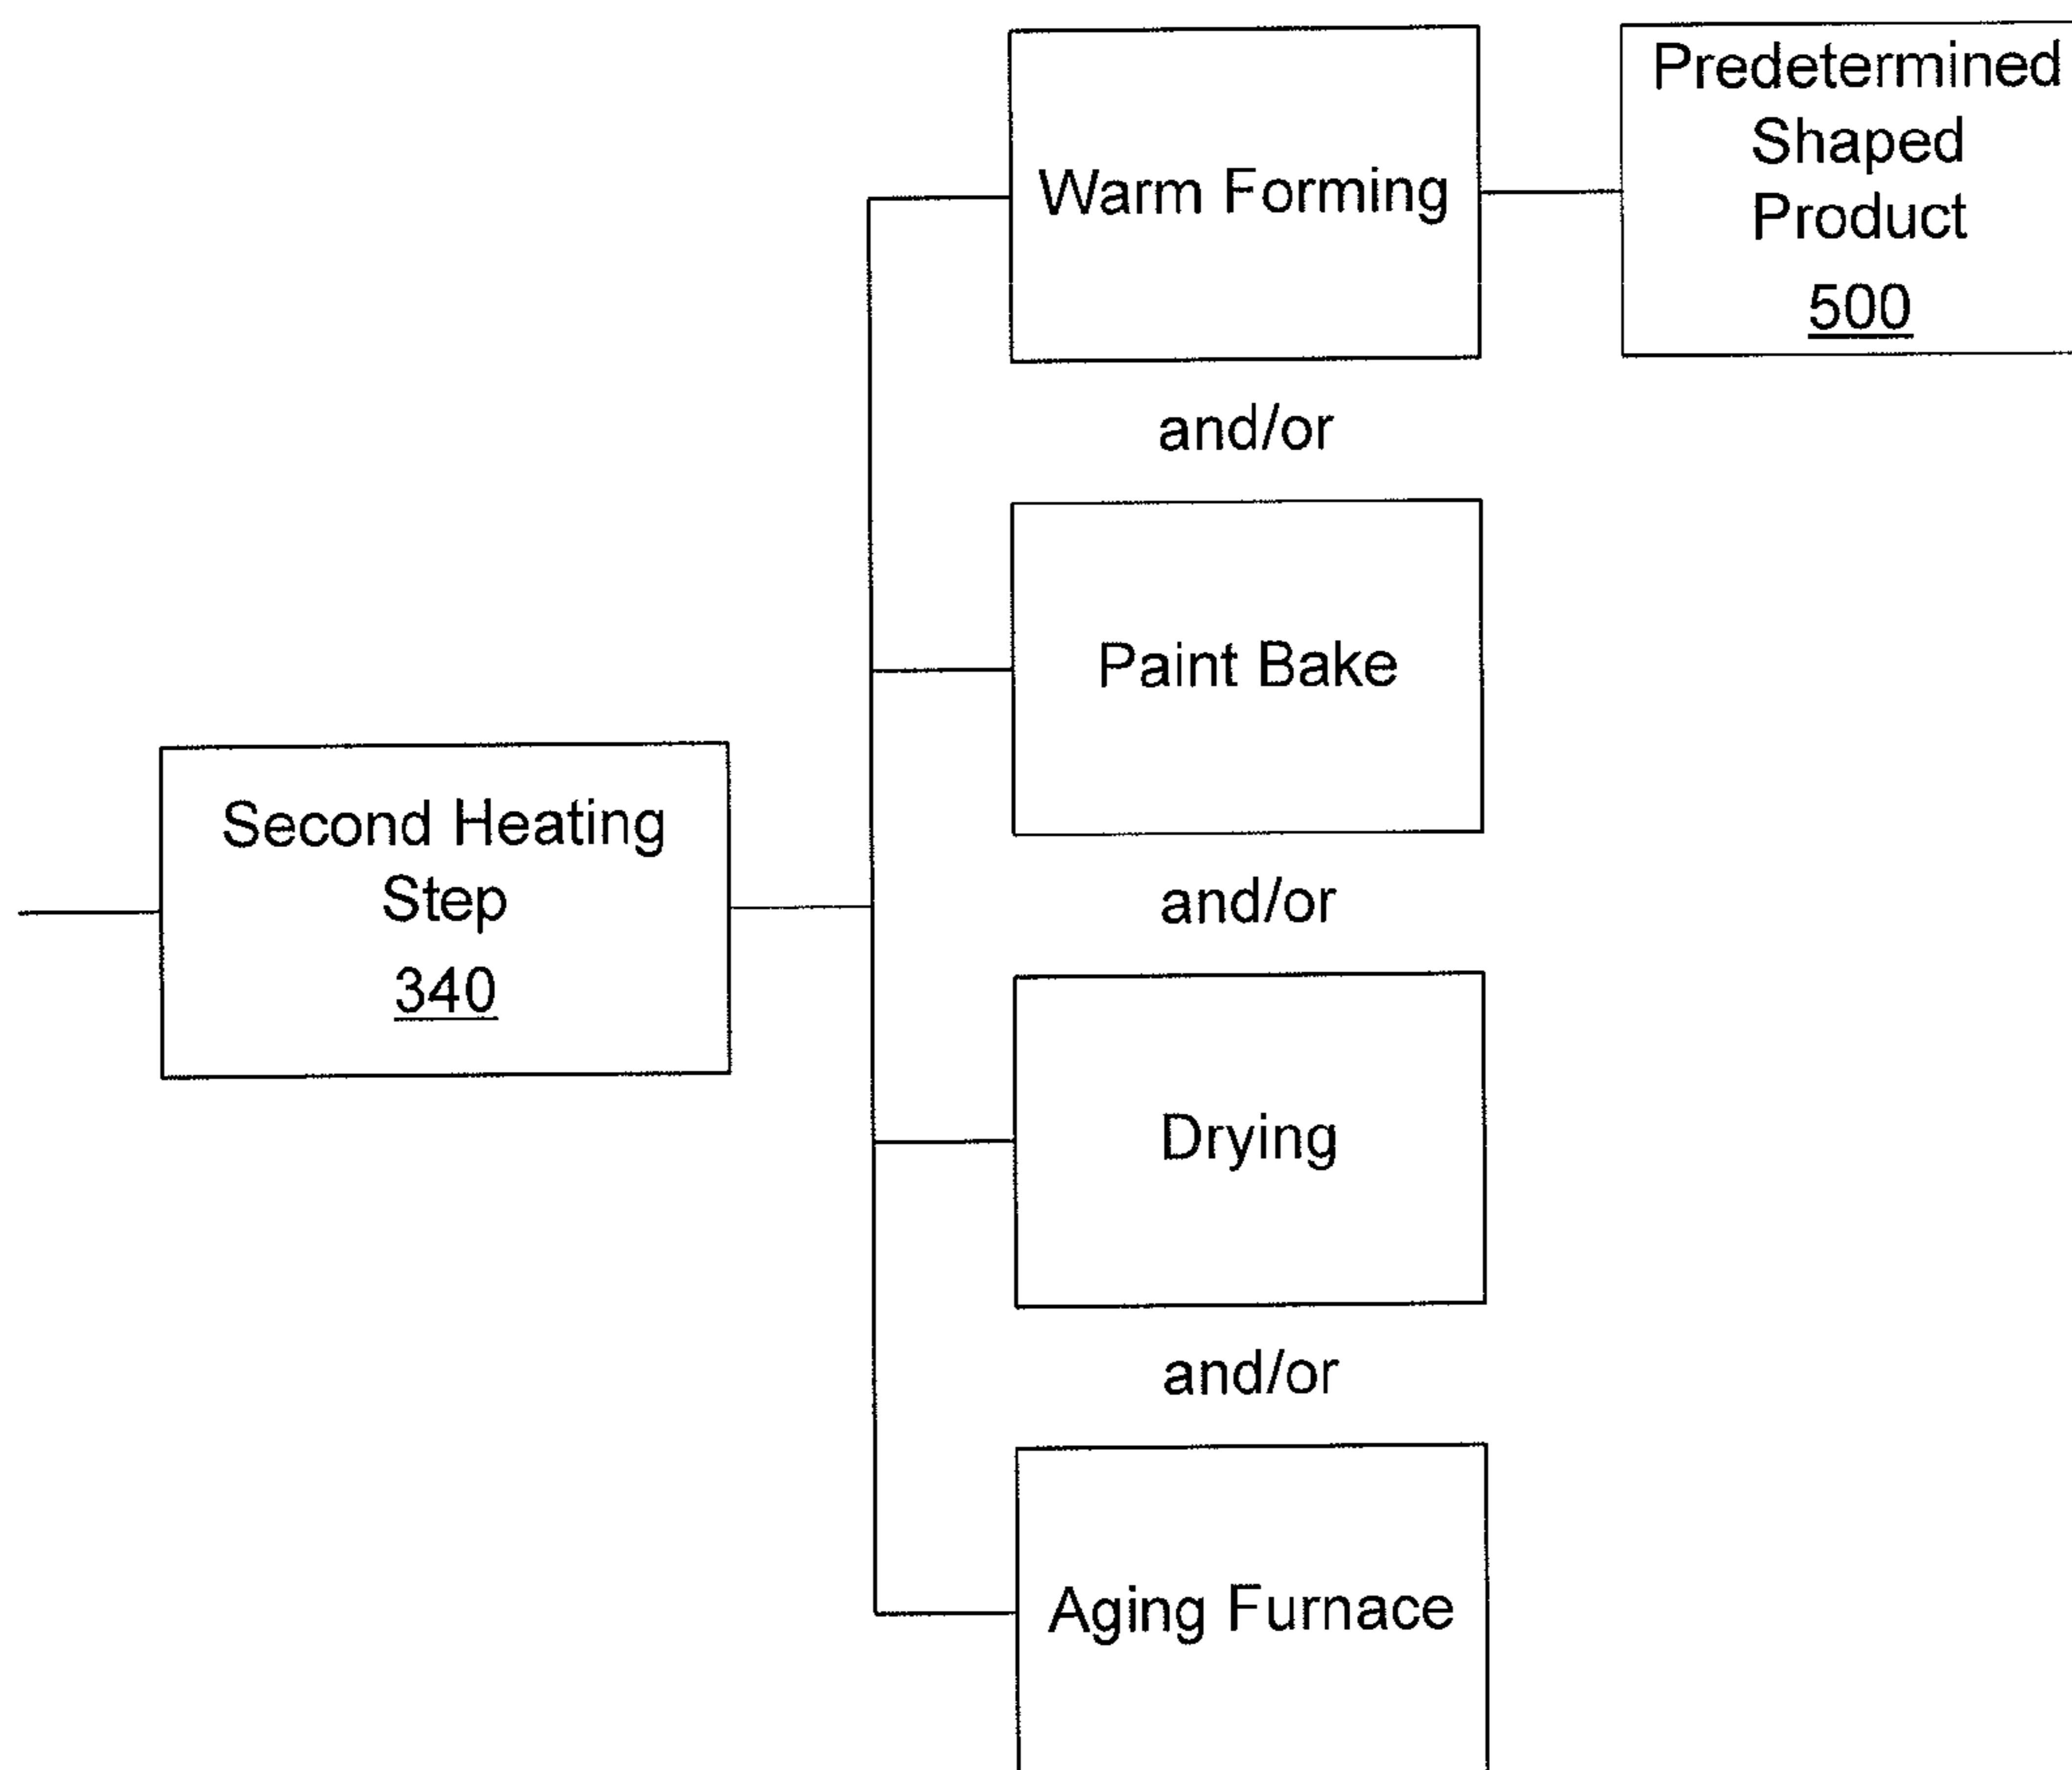 Warm Forming
Predetermined
Shaped
Product
500
and/or
Paint Bake
Second Heating
Step
340
and/or
Drying
and/or
Aging Furnace